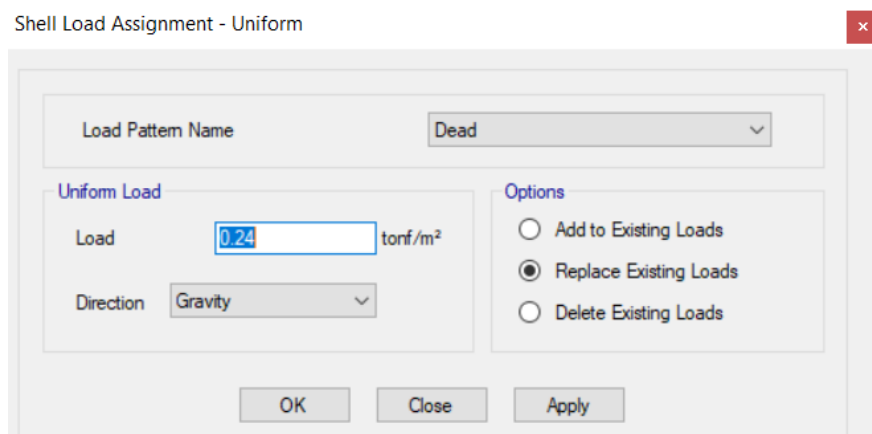 Shell Load Assignment - Uniform
Load Pattern Name
Dead
Uniform Load
Load
0.24
tonf/m²
Direction
Gravity
Options
Add to Existing Loads
Replace Existing Loads
Delete Existing Loads
OK
Close
Apply